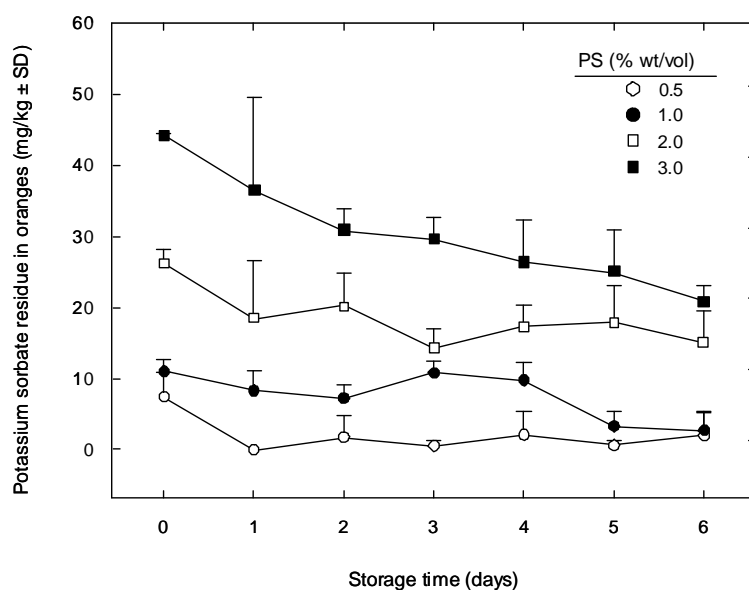 Potassium sorbate residue in oranges (mg/kg ± SD)
60
50
40
30
20
10
0
PS (% wt/vol)
0.5
1.0
2.0
3.0
0 1 2 3 4 5 6
Storage time (days)